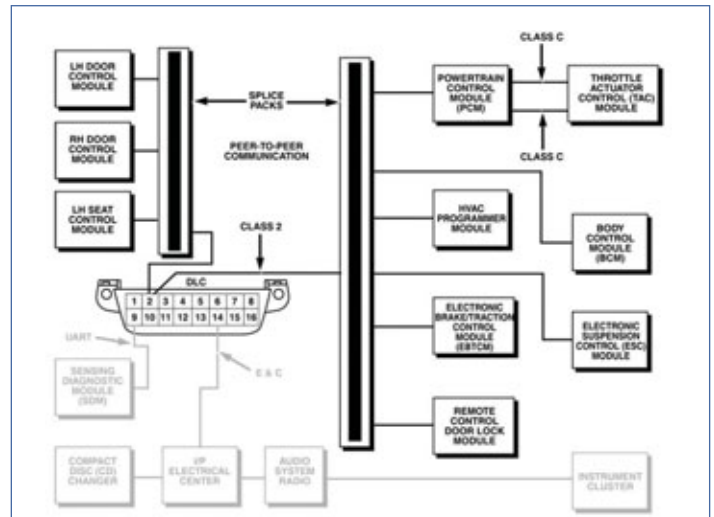 LH DOOR
CONTROL
MODULE
RH DOOR
CONTROL
MODULE
LH SEAT
CONTROL
MODULE
SPLICE
PACKS
PEER-TO-PEER
COMMUNICATION
CLASS 2
DLC
1 2 3 4 5 6 7 8
9 10 11 12 13 14 15 16
UART
SENSING
DIAGNOSTIC
MODULE
(SDM)
E & C
COMPACT
DISC (CD)
CHANGER
I/P
ELECTRICAL
CENTER
AUDIO
SYSTEM
RADIO
INSTRUMENT
CLUSTER
CLASS C
POWERTRAIN
CONTROL
MODULE
(PCM)
THROTTLE
ACTUATOR
CONTROL (TAC)
MODULE
CLASS C
HVAC
PROGRAMMER
MODULE
BODY
CONTROL
MODULE
(BCM)
ELECTRONIC
BRAKE/TRACTION
CONTROL
MODULE
(EBTCM)
ELECTRONIC
SUSPENSION
CONTROL (ESC)
MODULE
REMOTE
CONTROL
DOOR LOCK
MODULE